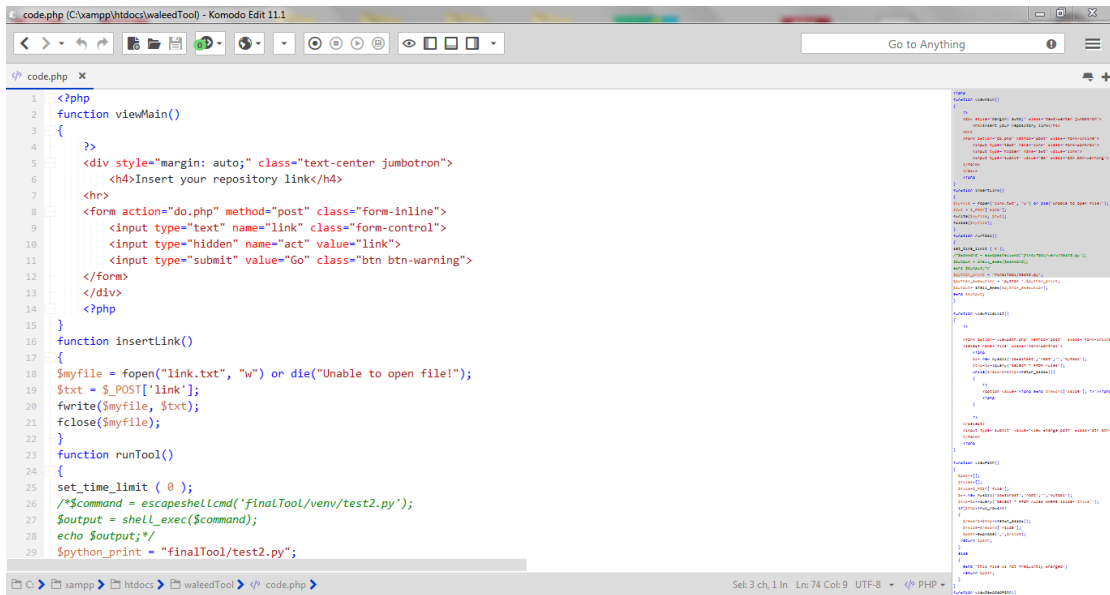 code.php (C:\xampp\htdocs\waleedTool) - Komodo Edit 11.1
Go to Anything
code.php
1 <?php
2 function viewMain()
3 {
4 ?>
5 <div style="margin: auto;" class="text-center jumbotron">
6 <h4>Insert your repository link</h4>
7 <hr>
8 <form action="do.php" method="post" class="form-inline">
9 <input type="text" name="link" class="form-control">
10 <input type="hidden" name="act" value="link">
11 <input type="submit" value="Go" class="btn btn-warning">
12 </form>
13 </div>
14 <?php
15 }
16 function insertLink()
17 {
18 $myfile = fopen("link.txt", "w") or die("Unable to open file!");
19 $txt = $_POST['link'];
20 fwrite($myfile, $txt);
21 fclose($myfile);
22 }
23 function runTool()
24 {
25 set_time_limit ( 0 );
26 /*$command = escapeshellcmd('finalTool/venv/test2.py');
27 $output = shell_exec($command);
28 echo $output;*/
29 $python_print = "finalTool/test2.py";
C: xampp htdocs waleedTool code.php
Sel: 3 ch, 1 ln Ln: 74 Col: 9 UTF-8 PHP